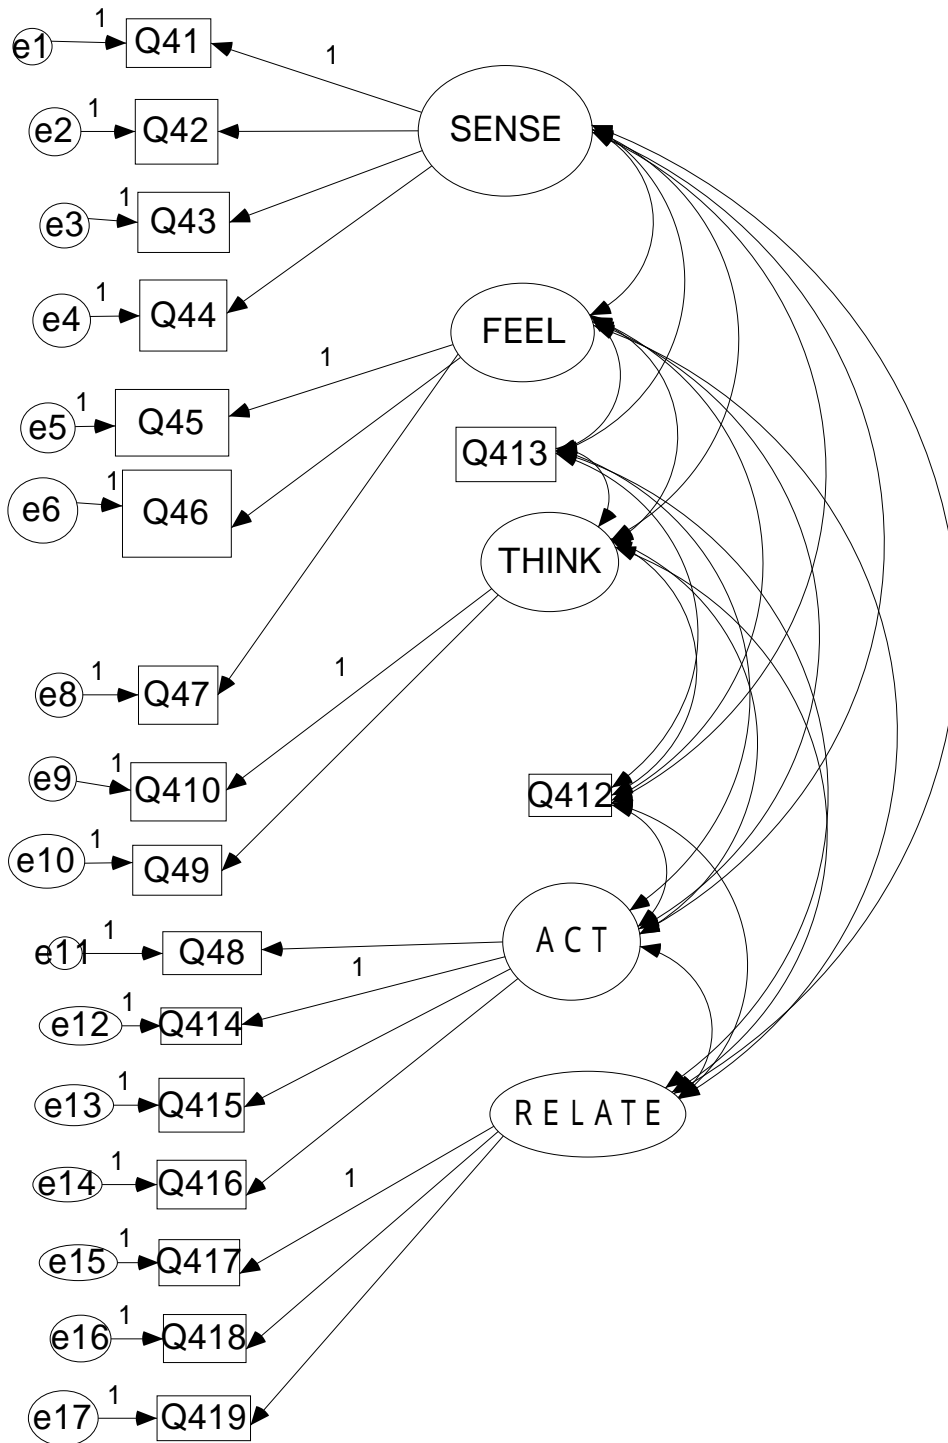 e1 1 Q41 1
SENSE
e2 1 Q42
e3 1 Q43
e4 1 Q44
FEEL
e5 1 Q45 1
Q413
e6 1 Q46
THINK
e8 1 Q47 1
e9 1 Q410
Q412
e10 1 Q49
e11 1 Q48 1
A C T
e12 1 Q414
e13 1 Q415
R E L A T E
e14 1 Q416 1
e15 1 Q417
e16 1 Q418
e17 1 Q419